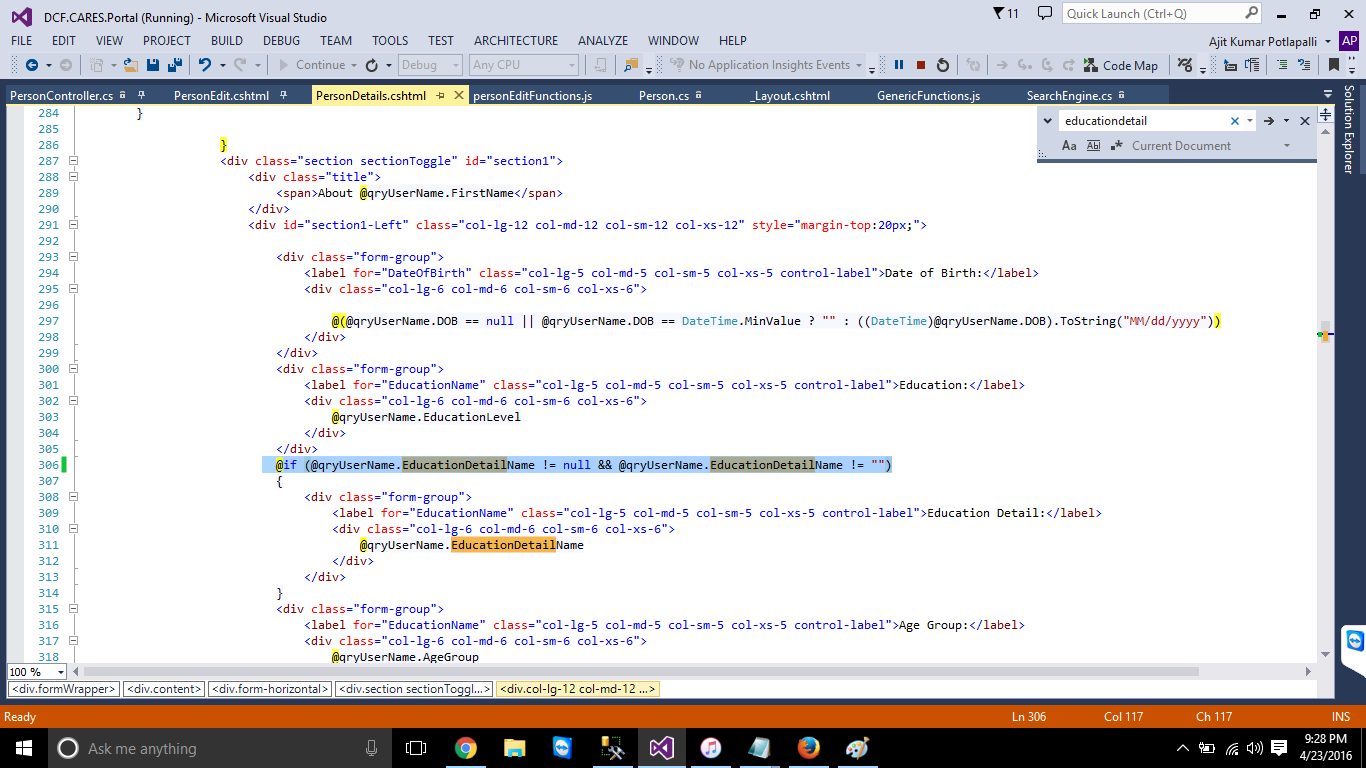 DCF.CARES.Portal (Running) - Microsoft Visual Studio
11
Quick Launch (Ctrl+Q)
FILE EDIT VIEW PROJECT BUILD DEBUG TEAM TOOLS TEST ARCHITECTURE ANALYZE WINDOW HELP
Ajit Kumar Potlapalli AP
Continue Debug Any CPU No Application Insights Events Code Map
PersonController.cs PersonEdit.cshtml PersonDetails.cshtml personEditFunctions.js Person.cs _Layout.cshtml GenericFunctions.js SearchEngine.cs
Solution Explorer
educationdetail
Aa Ab Current Document
284 }
285
286 }
287 <div class="section sectionToggle" id="section1">
288 <div class="title">
289 <span>About @qryUserName.FirstName</span>
290 </div>
291 <div id="section1-Left" class="col-lg-12 col-md-12 col-sm-12 col-xs-12" style="margin-top:20px;">
292
293 <div class="form-group">
294 <label for="DateOfBirth" class="col-lg-5 col-md-5 col-sm-5 col-xs-5 control-label">Date of Birth:</label>
295 <div class="col-lg-6 col-md-6 col-sm-6 col-xs-6">
296
297 @(@qryUserName.DOB == null || @qryUserName.DOB == DateTime.MinValue ? "" : ((DateTime)@qryUserName.DOB).ToString("MM/dd/yyyy"))
298 </div>
299 </div>
300 <div class="form-group">
301 <label for="EducationName" class="col-lg-5 col-md-5 col-sm-5 col-xs-5 control-label">Education:</label>
302 <div class="col-lg-6 col-md-6 col-sm-6 col-xs-6">
303 @qryUserName.EducationLevel
304 </div>
305 </div>
306 @if (@qryUserName.EducationDetailName != null && @qryUserName.EducationDetailName != "")
307 {
308 <div class="form-group">
309 <label for="EducationName" class="col-lg-5 col-md-5 col-sm-5 col-xs-5 control-label">Education Detail:</label>
310 <div class="col-lg-6 col-md-6 col-sm-6 col-xs-6">
311 @qryUserName.EducationDetailName
312 </div>
313 </div>
314 }
315 <div class="form-group">
316 <label for="EducationName" class="col-lg-5 col-md-5 col-sm-5 col-xs-5 control-label">Age Group:</label>
317 <div class="col-lg-6 col-md-6 col-sm-6 col-xs-6">
318 @qryUserName.AgeGroup
100 %
<div.formWrapper> <div.content> <div.form-horizontal> <div.section sectionToggl...> <div.col-lg-12 col-md-12 ...>
Ready Ln 306 Col 117 Ch 117 INS
Ask me anything
9:28 PM
4/23/2016